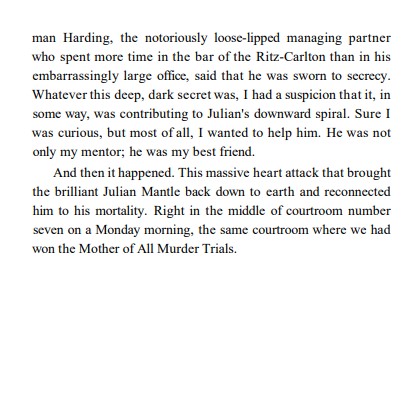 man Harding, the notoriously loose-lipped managing partner
who spent more time in the bar of the Ritz-Carlton than in his
embarrassingly large office, said that he was sworn to secrecy.
Whatever this deep, dark secret was, I had a suspicion that it, in
some way, was contributing to Julian's downward spiral. Sure I
was curious, but most of all, I wanted to help him. He was not
only my mentor; he was my best friend.
And then it happened. This massive heart attack that brought
the brilliant Julian Mantle back down to earth and reconnected
him to his mortality. Right in the middle of courtroom number
seven on a Monday morning, the same courtroom where we had
won the Mother of All Murder Trials.